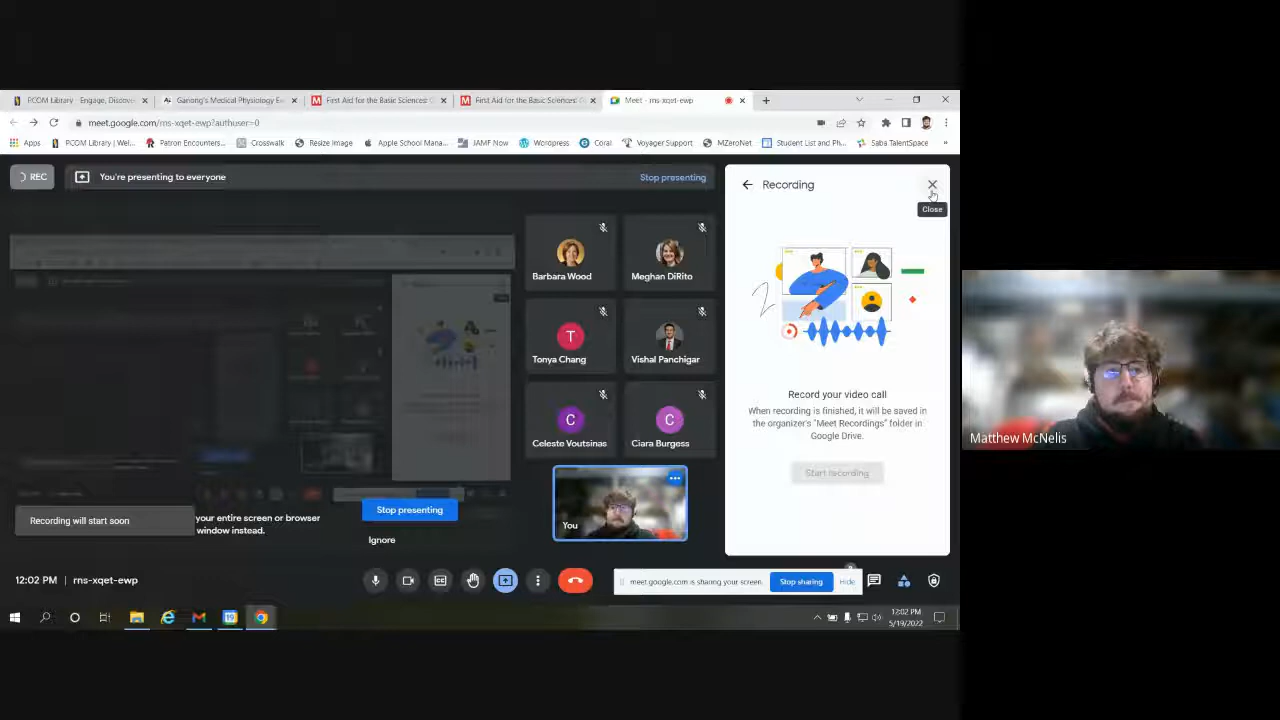 PCOM Library - Engage, Discove
Ganong's Medical Physiology Ex
First Aid for the Basic Sciences: G
First Aid for the Basic Sciences: G
Meet - rns-xqet-ewp
meet.google.com/rns-xqet-ewp?authuser=0
Apps
PCOM Library | Wel...
Patron Encounters...
Crosswalk
Resize Image
Apple School Mana...
JAMF Now
Wordpress
Coral
Voyager Support
MZeroNet
Student List and Ph...
Saba TalentSpace
»
REC
You're presenting to everyone
Stop presenting
Recording
Close
Barbara Wood
Meghan DiRito
T
Tonya Chang
Vishal Panchigar
C
Celeste Voutsinas
C
Ciara Burgess
You
Record your video call
When recording is finished, it will be saved in
the organizer's "Meet Recordings" folder in
Google Drive.
Start recording
Matthew McNelis
Recording will start soon
your entire screen or browser
window instead.
Stop presenting
Ignore
12:02 PM | rns-xqet-ewp
meet.google.com is sharing your screen.
Stop sharing
Hide
12:02 PM
5/19/2022